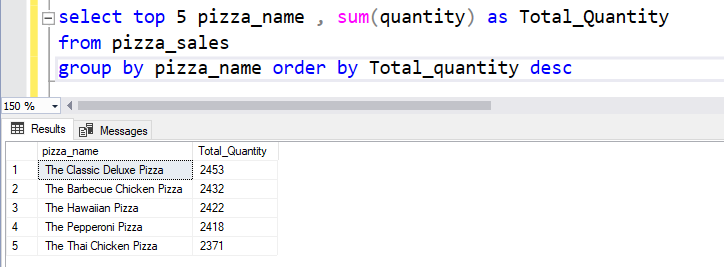 select top 5 pizza_name , sum(quantity) as Total_Quantity
from pizza_sales
group by pizza_name order by Total_quantity desc
150 %
Results Messages
pizza_name Total_Quantity
1 The Classic Deluxe Pizza 2453
2 The Barbecue Chicken Pizza 2432
3 The Hawaiian Pizza 2422
4 The Pepperoni Pizza 2418
5 The Thai Chicken Pizza 2371